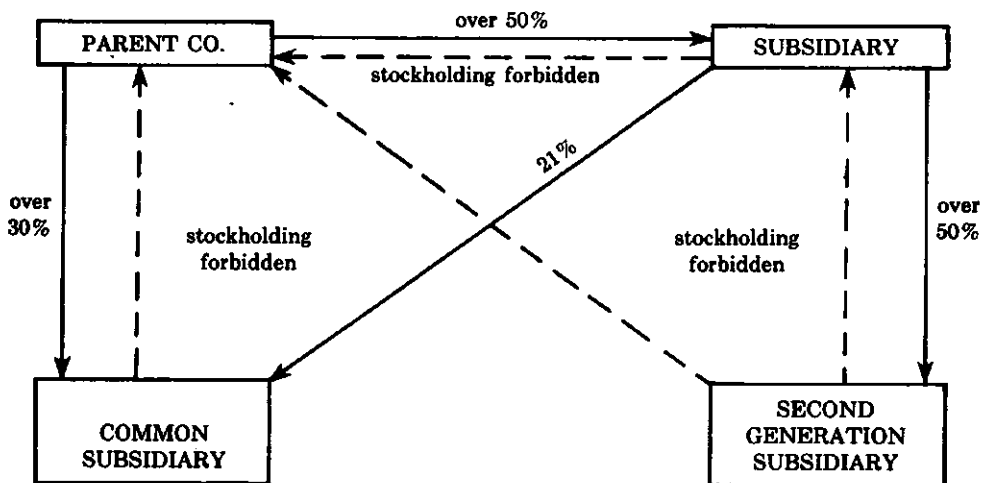 over 50%
PARENT CO.
SUBSIDIARY
stockholding forbidden
21%
over
30%
stockholding
forbidden
stockholding
forbidden
over
50%
COMMON
SUBSIDIARY
SECOND
GENERATION
SUBSIDIARY